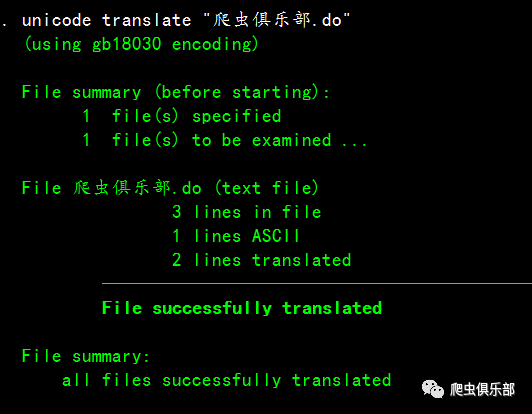 . unicode translate "爬虫俱乐部.do"
(using gb18030 encoding)
File summary (before starting):
1 file(s) specified
1 file(s) to be examined ...
File 爬虫俱乐部.do (text file)
3 lines in file
1 lines ASCII
2 lines translated
File successfully translated
File summary:
all files successfully translated
爬虫俱乐部